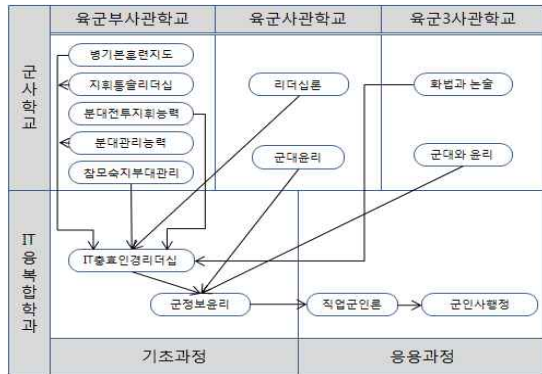 육군부사관학교 육군사관학교 육군3사관학교
군사학교
병기본훈련지도
지휘통솔리더십
분대전투지휘능력
분대관리능력
참모숙지부대관리
리더십론
군대윤리
화법과 논술
군대와 윤리
IT융복합학과
IT충효인경리더십
군정보윤리 직업군인론 군인사행정
기초과정 응용과정